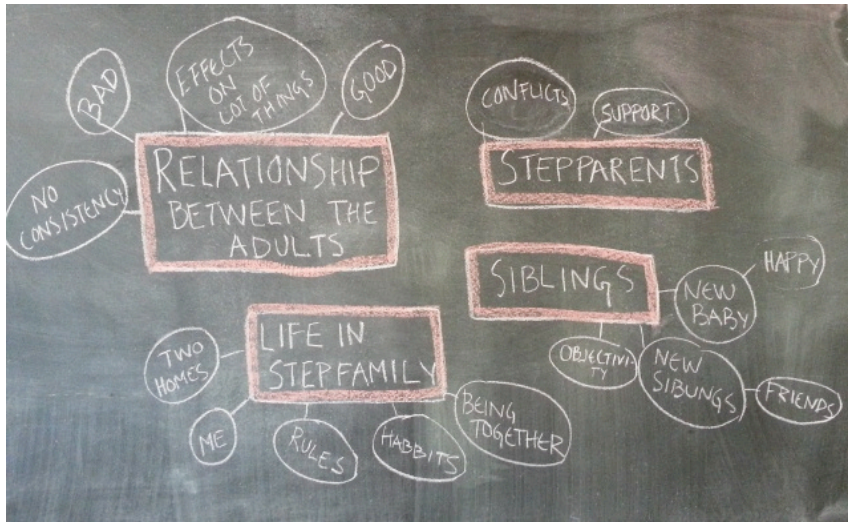 BAD
EFFECTS
ON
LOT OF
THINGS
GOOD
NO
CONSISTENCY
RELATIONSHIP
BETWEEN THE
ADULTS
CONFLICTS
SUPPORT
STEPPARENTS
SIBLINGS
NEW
BABY
HAPPY
OBJECTIVI
TY
NEW
SIBLINGS
FRIENDS
LIFE IN
STEPFAMILY
TWO
HOMES
ME
RULES
HABBITS
BEING
TOGETHER